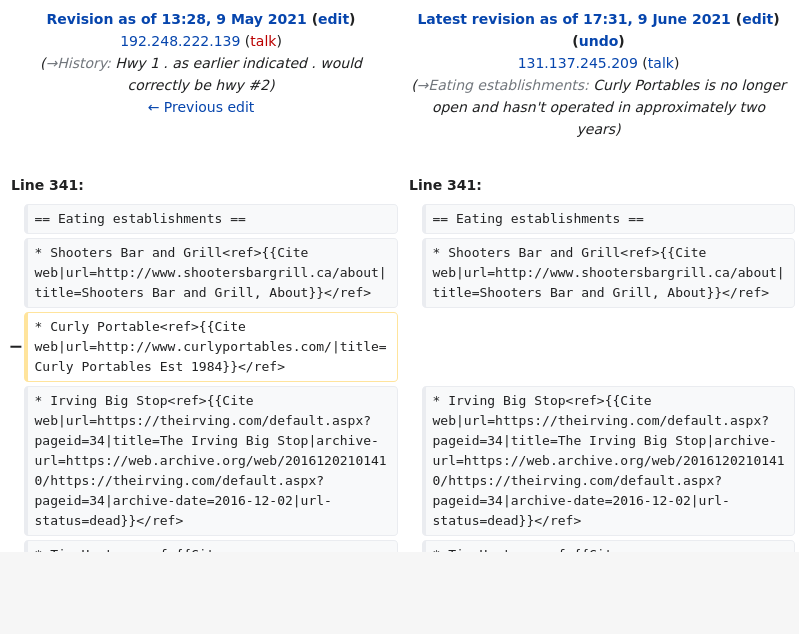 Revision as of 13:28, 9 May 2021 (edit)
192.248.222.139 (talk)
(→History: Hwy 1 . as earlier indicated . would
correctly be hwy #2)
← Previous edit
Latest revision as of 17:31, 9 June 2021 (edit)
(undo)
131.137.245.209 (talk)
(→Eating establishments: Curly Portables is no longer
open and hasn't operated in approximately two
years)
Line 341:
Line 341:
== Eating establishments ==
== Eating establishments ==
* Shooters Bar and Grill<ref>{{Cite
web|url=http://www.shootersbargrill.ca/about|
title=Shooters Bar and Grill, About}}</ref>
* Shooters Bar and Grill<ref>{{Cite
web|url=http://www.shootersbargrill.ca/about|
title=Shooters Bar and Grill, About}}</ref>
−
* Curly Portable<ref>{{Cite
web|url=http://www.curlyportables.com/|title=
Curly Portables Est 1984}}</ref>
* Irving Big Stop<ref>{{Cite
web|url=https://theirving.com/default.aspx?
pageid=34|title=The Irving Big Stop|archive-
url=https://web.archive.org/web/2016120210141
0/https://theirving.com/default.aspx?
pageid=34|archive-date=2016-12-02|url-
status=dead}}</ref>
* Irving Big Stop<ref>{{Cite
web|url=https://theirving.com/default.aspx?
pageid=34|title=The Irving Big Stop|archive-
url=https://web.archive.org/web/2016120210141
0/https://theirving.com/default.aspx?
pageid=34|archive-date=2016-12-02|url-
status=dead}}</ref>